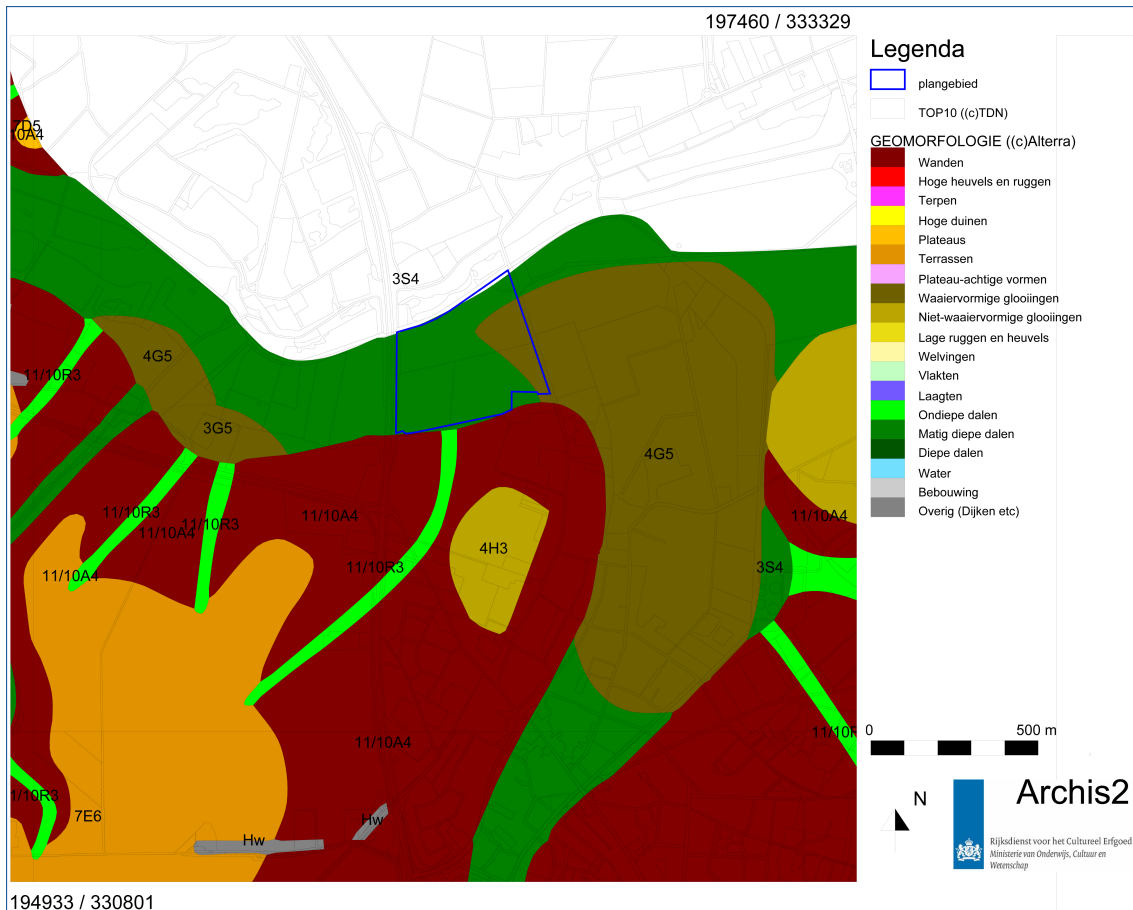 197460 / 333329
Legenda
plangebied
TOP10 ((c)TDN)
GEOMORFOLOGIE ((c)Alterra)
Wanden
Hoge heuvels en ruggen
Terpen
Hoge duinen
Plateaus
Terrassen
Plateau-achtige vormen
Waaiervormige glooiingen
Niet-waaiervormige glooiingen
Lage ruggen en heuvels
Welvingen
Vlakten
Laagten
Ondiepe dalen
Matig diepe dalen
Diepe dalen
Water
Bebouwing
Overig (Dijken etc)
0 500 m
N
Archis2
Rijksdienst voor het Cultureel Erfgoed
Ministerie van Onderwijs, Cultuur en
Wetenschap
7D5
0A4
3S4
4G5
11/10R3
3G5
4G5
11/10R3
11/10R3
11/10A4
11/10A4
11/10A4
4H3
11/10R3
11/10A4
3S4
11/10A4
11/10R
1/10R3
7E6
Hw
Hw
194933 / 330801